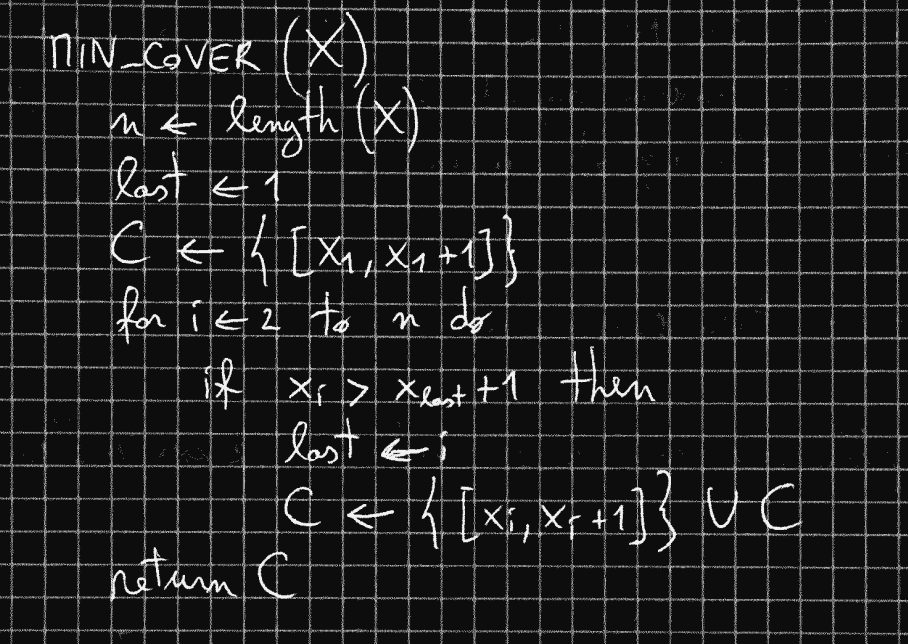 MIN_COVER (X)
n ← length (X)
last ← 1
C ← { [x₁, x₁+1] }
for i ← 2 to n do
if xᵢ > x_last + 1 then
last ← i
C ← { [xᵢ, xᵢ+1] } ∪ C
return C